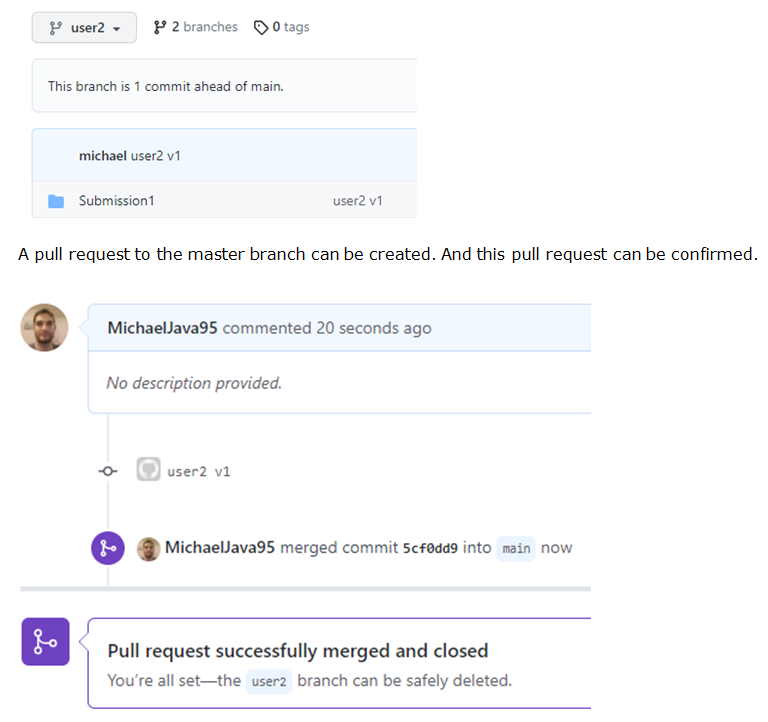 user2 2 branches 0 tags
This branch is 1 commit ahead of main.
michael user2 v1
Submission1 user2 v1
A pull request to the master branch can be created. And this pull request can be confirmed.
MichaelJava95 commented 20 seconds ago
No description provided.
user2 v1
MichaelJava95 merged commit 5cf0dd9 into main now
Pull request successfully merged and closed
You’re all set—the user2 branch can be safely deleted.